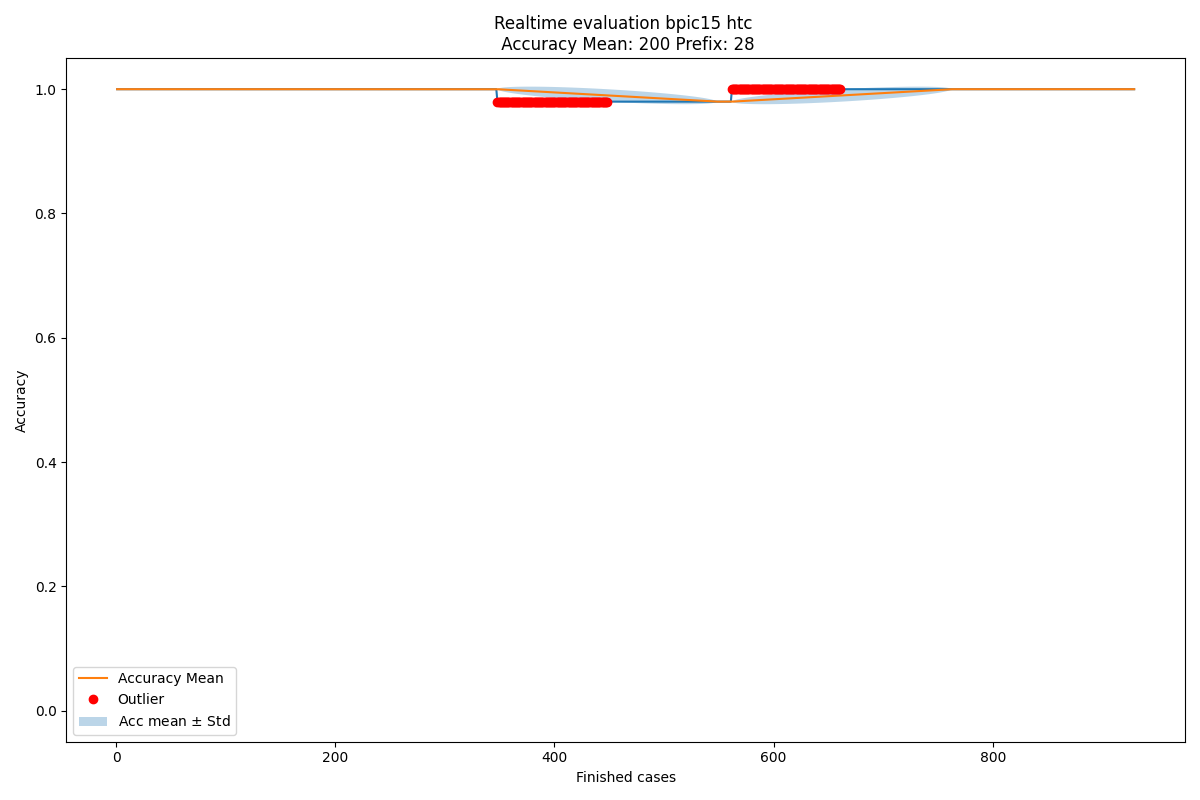 Realtime evaluation bpic15 htc
Accuracy Mean: 200 Prefix: 28
1.0
0.8
0.6
0.4
0.2
0.0
Accuracy
Accuracy Mean
Outlier
Acc mean ± Std
0
200
400
600
800
Finished cases